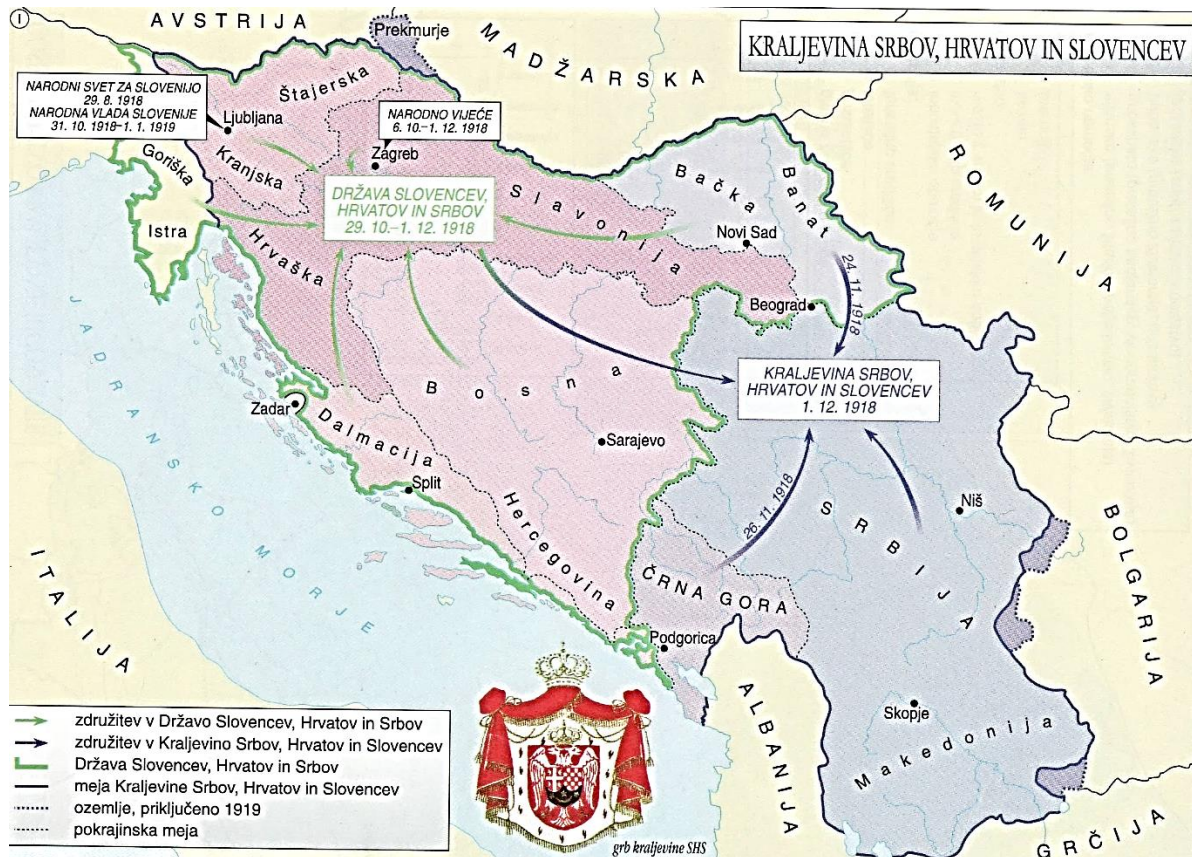 1
AVSTRIJA
Prekmurje
MADŽARSKA
KRALJEVINA SRBOV, HRVATOV IN SLOVENCEV
NARODNI SVET ZA SLOVENIJO
29. 8. 1918
NARODNA VLADA SLOVENIJE
31. 10. 1918–1. 1. 1919
Štajerska
Ljubljana
NARODNO VIJEĆE
6. 10.–1. 12. 1918
Zagreb
Goriška
Kranjska
ROMUNIJA
Bačka
Banat
DRŽAVA SLOVENCEV,
HRVATOV IN SRBOV
29. 10.–1. 12. 1918
Slavonija
Istra
Novi Sad
Hrvaška
24. 11. 1918
Beograd
JADRANSKO MORJE
KRALJEVINA SRBOV,
HRVATOV IN SLOVENCEV
1. 12. 1918
Bosna
Zadar
Dalmacija
Sarajevo
Split
Hercegovina
26. 11. 1918
SRBIJA
Niš
BOLGARIJA
ITALIJA
ČRNA GORA
Podgorica
ALBANIJA
Skopje
Makedonija
GRČIJA
združitev v Državo Slovencev, Hrvatov in Srbov
združitev v Kraljevino Srbov, Hrvatov in Slovencev
Država Slovencev, Hrvatov in Srbov
meja Kraljevine Srbov, Hrvatov in Slovencev
ozemlje, priključeno 1919
pokrajinska meja
grb kraljevine SHS